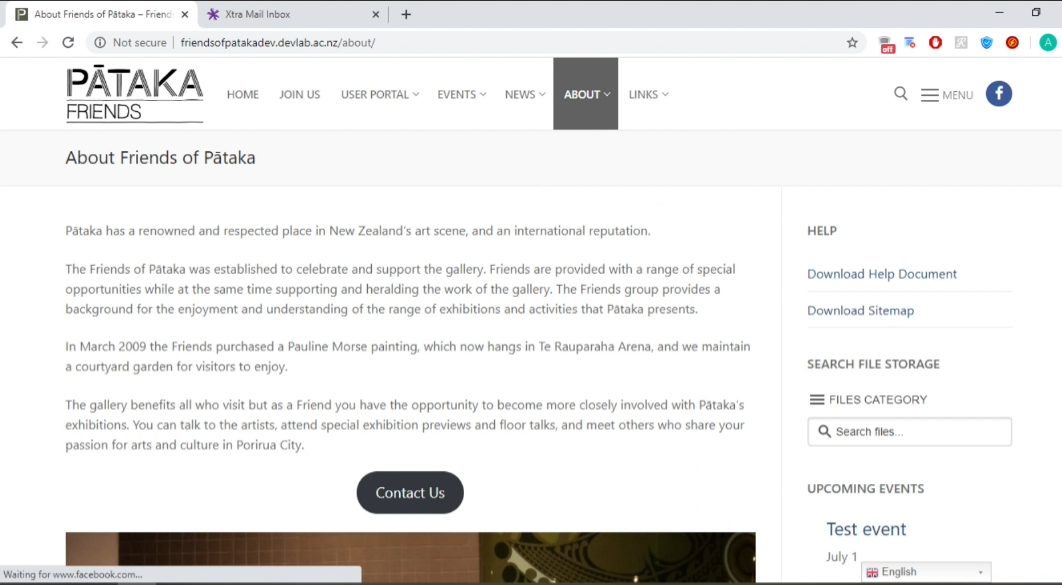 About Friends of Pātaka – Friend
Xtra Mail Inbox
Not secure
friendsofpatakadev.devlab.ac.nz/about/
off
A
PĀTAKA
FRIENDS
HOME
JOIN US
USER PORTAL
EVENTS
NEWS
ABOUT
LINKS
MENU
About Friends of Pātaka
Pātaka has a renowned and respected place in New Zealand's art scene, and an international reputation.
The Friends of Pātaka was established to celebrate and support the gallery. Friends are provided with a range of special
opportunities while at the same time supporting and heralding the work of the gallery. The Friends group provides a
background for the enjoyment and understanding of the range of exhibitions and activities that Pātaka presents.
In March 2009 the Friends purchased a Pauline Morse painting, which now hangs in Te Rauparaha Arena, and we maintain
a courtyard garden for visitors to enjoy.
The gallery benefits all who visit but as a Friend you have the opportunity to become more closely involved with Pātaka's
exhibitions. You can talk to the artists, attend special exhibition previews and floor talks, and meet others who share your
passion for arts and culture in Porirua City.
Contact Us
HELP
Download Help Document
Download Sitemap
SEARCH FILE STORAGE
FILES CATEGORY
Search files...
UPCOMING EVENTS
Test event
July 1
English
Waiting for www.facebook.com...